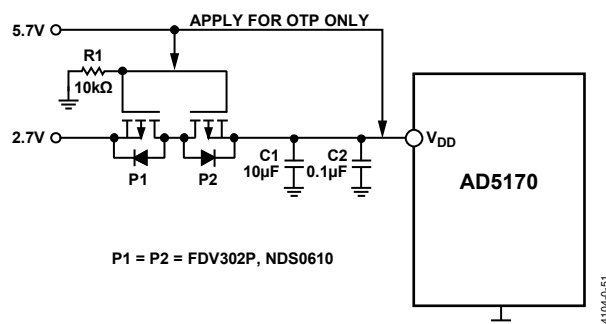 APPLY FOR OTP ONLY
5.7V
R1
10kΩ
2.7V
P1
P2
C1
10µF
C2
0.1µF
VDD
AD5170
P1 = P2 = FDV302P, NDS0610